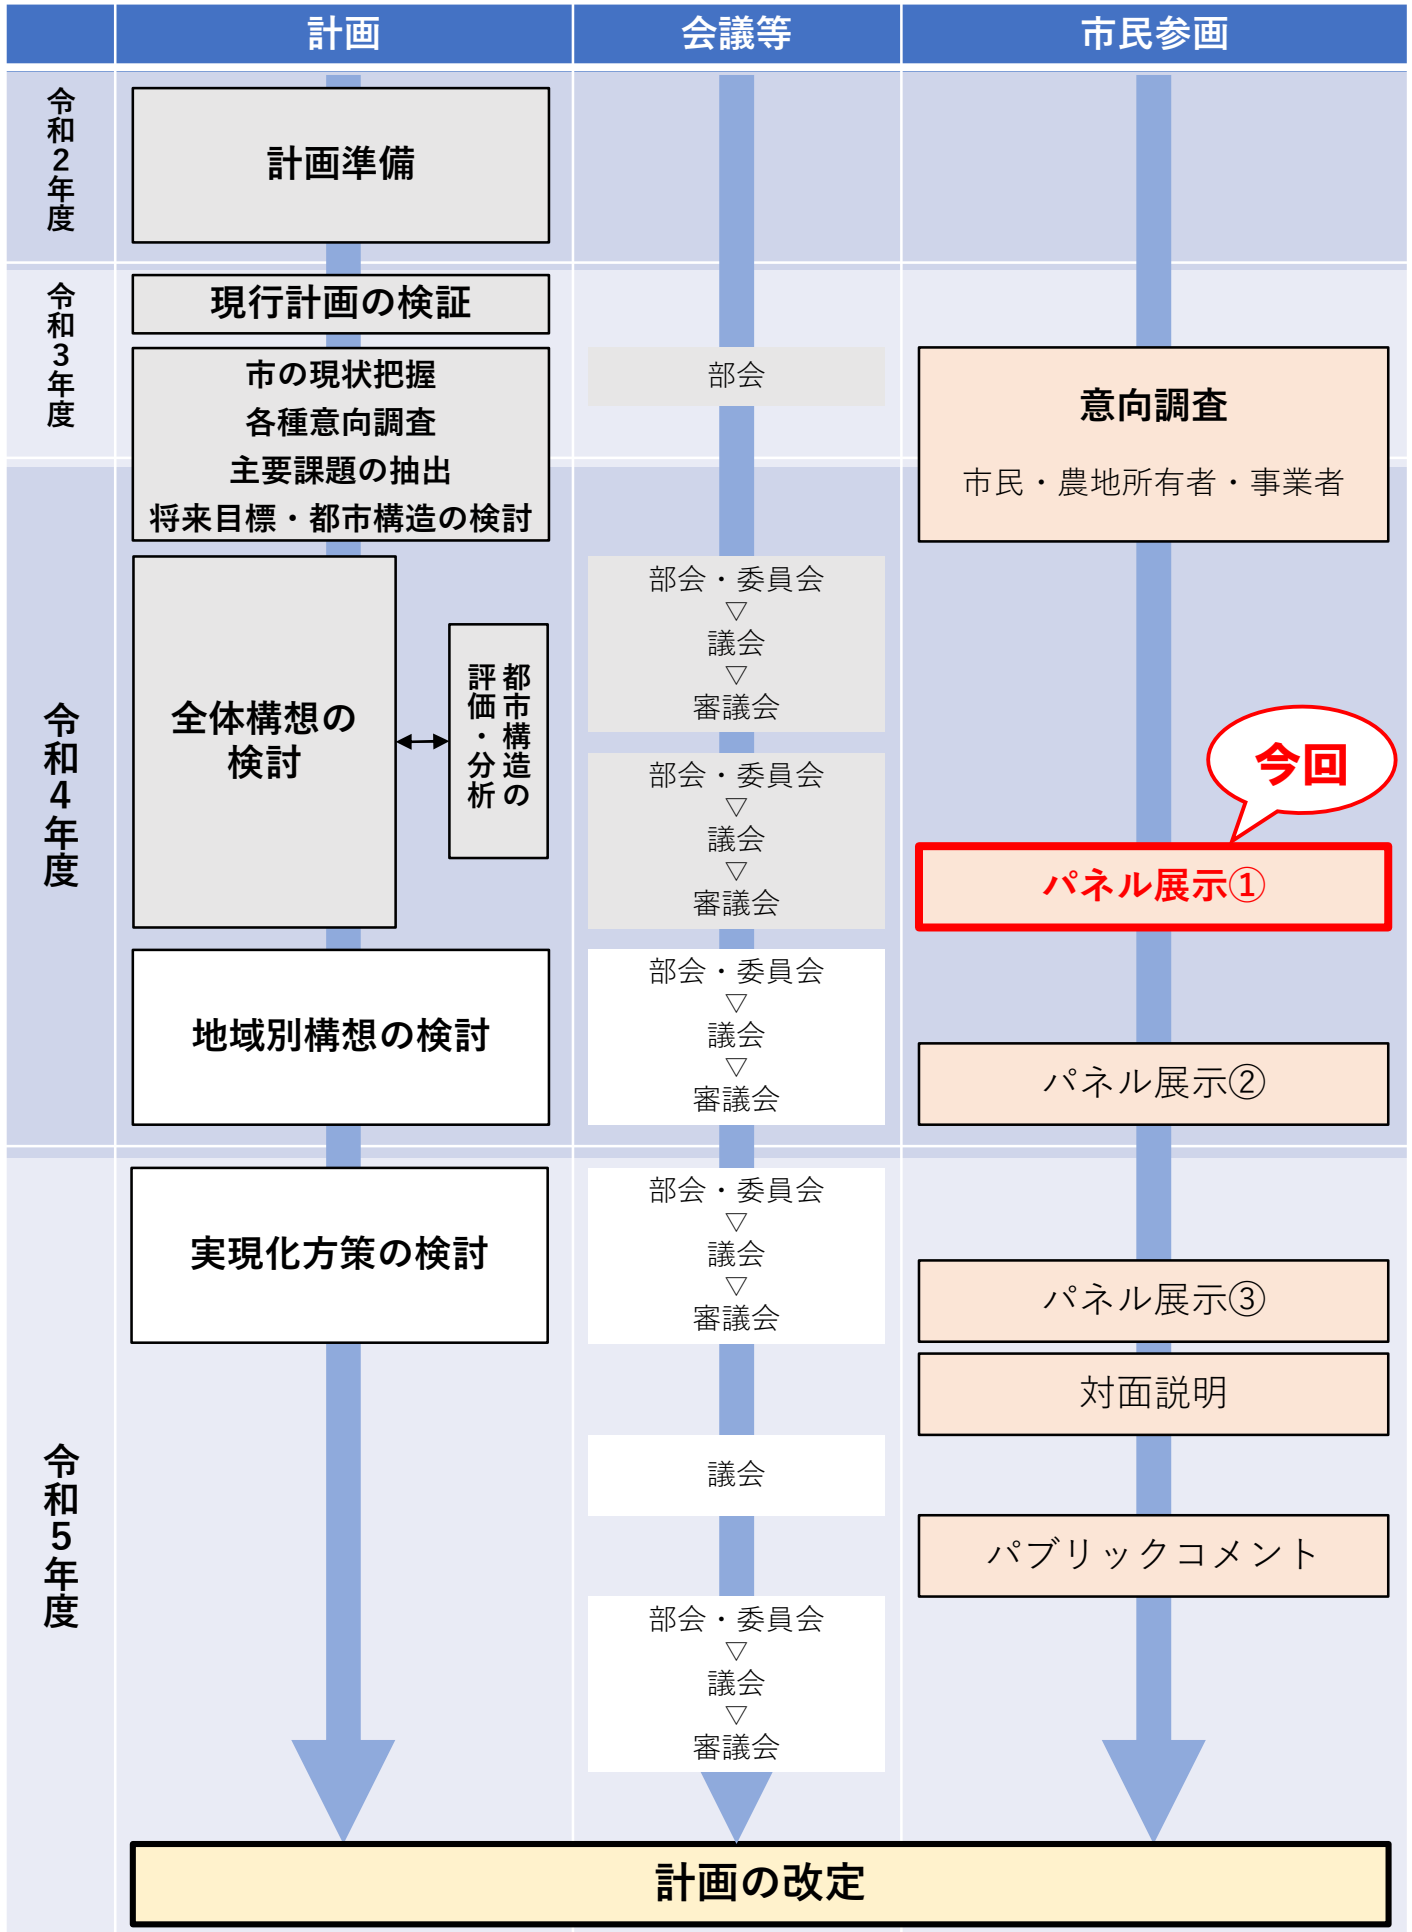 計画
会議等
市民参画
令和2年度
計画準備
令和3年度
現行計画の検証
市の現状把握
各種意向調査
主要課題の抽出
将来目標・都市構造の検討
部会
意向調査
市民・農地所有者・事業者
令和4年度
全体構想の
検討
都市構造の
評価・分析
部会・委員会
▽
議会
▽
審議会
部会・委員会
▽
議会
▽
審議会
今回
パネル展示①
地域別構想の検討
部会・委員会
▽
議会
▽
審議会
パネル展示②
令和5年度
実現化方策の検討
部会・委員会
▽
議会
▽
審議会
パネル展示③
対面説明
議会
パブリックコメント
部会・委員会
▽
議会
▽
審議会
計画の改定